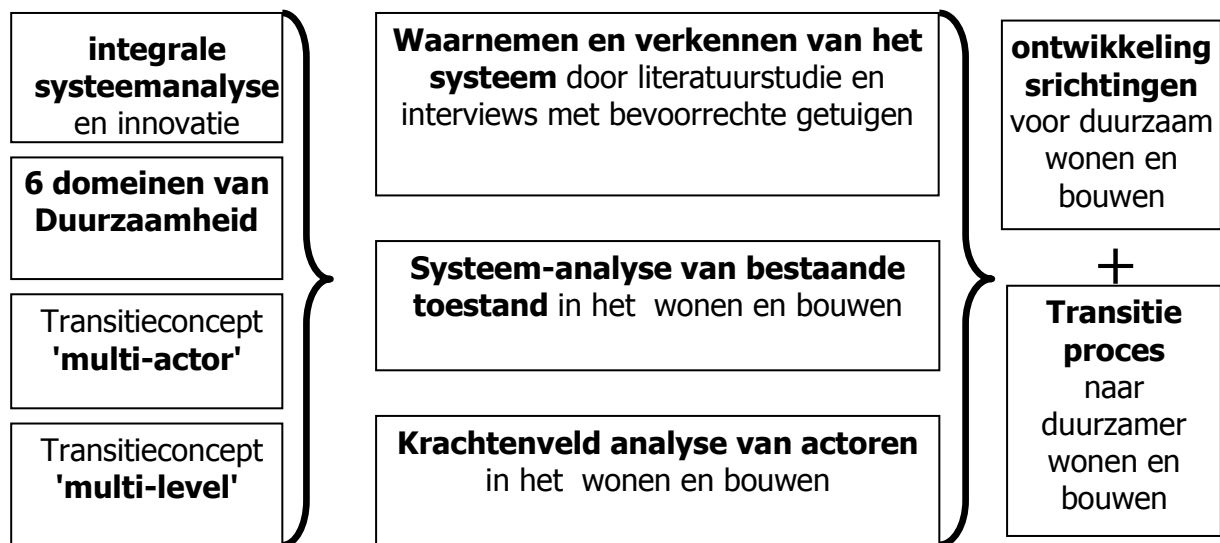 integrale
systeemanalyse
en innovatie
6 domeinen van
Duurzaamheid
Transitieconcept
'multi-actor'
Transitieconcept
'multi-level'
Waarnemen en verkennen van het
systeem door literatuurstudie en
interviews met bevoorrechte getuigen
Systeem-analyse van bestaande
toestand in het wonen en bouwen
Krachtenveld analyse van actoren
in het wonen en bouwen
ontwikkeling
srichtingen
voor duurzaam
wonen en
bouwen
+
Transitie
proces
naar
duurzamer
wonen en
bouwen